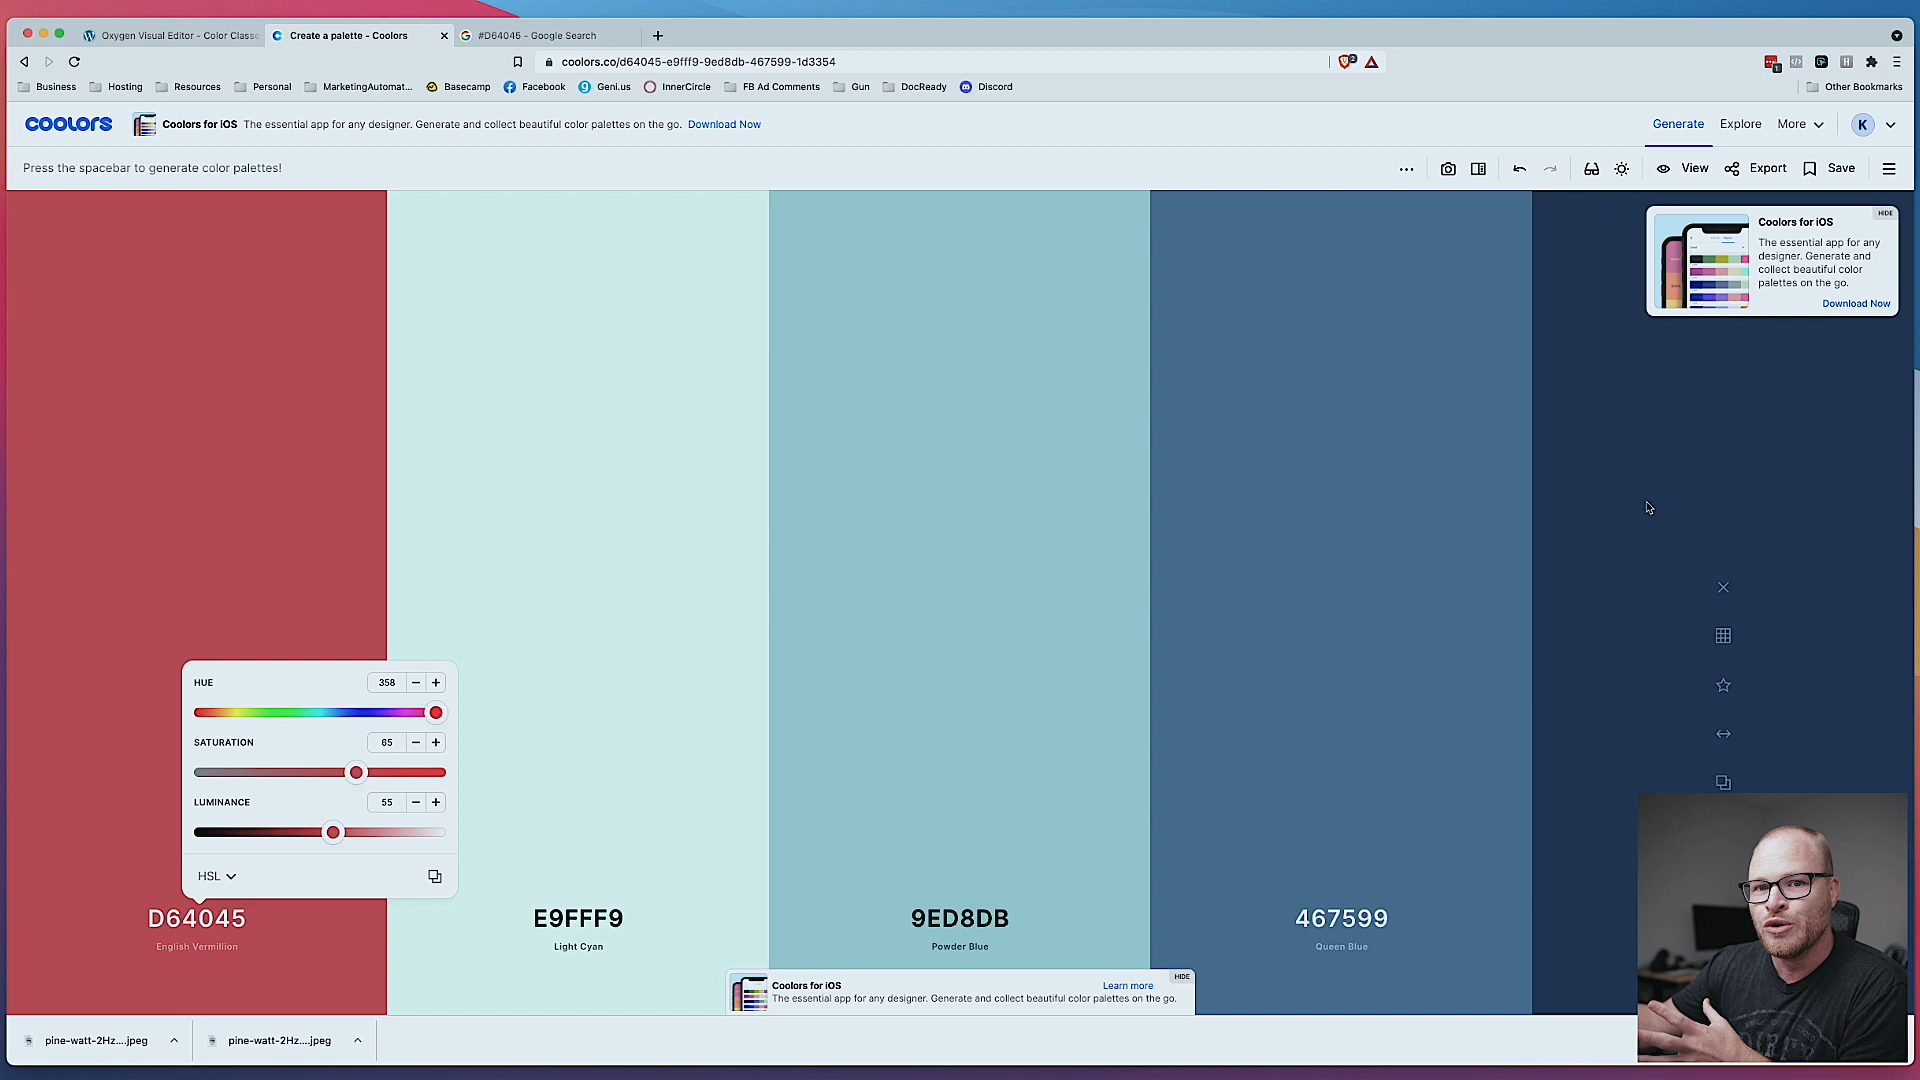 Oxygen Visual Editor - Color Classe
Create a palette - Coolors
#D64045 - Google Search
coolors.co/d64045-e9fff9-9ed8db-467599-1d3354
Business
Hosting
Resources
Personal
MarketingAutomat...
Basecamp
Facebook
Geni.us
InnerCircle
FB Ad Comments
Gun
DocReady
Discord
Other Bookmarks
coolors
Coolors for iOS The essential app for any designer. Generate and collect beautiful color palettes on the go. Download Now
Generate
Explore
More
K
Press the spacebar to generate color palettes!
View
Export
Save
HIDE
Coolors for iOS
The essential app for any
designer. Generate and
collect beautiful color
palettes on the go.
Download Now
HUE
358
SATURATION
65
LUMINANCE
55
HSL
D64045
English Vermillion
E9FFF9
Light Cyan
9ED8DB
Powder Blue
467599
Queen Blue
HIDE
Coolors for iOS
Learn more
The essential app for any designer. Generate and collect beautiful color palettes on the go.
pine-watt-2Hz....jpeg
pine-watt-2Hz....jpeg